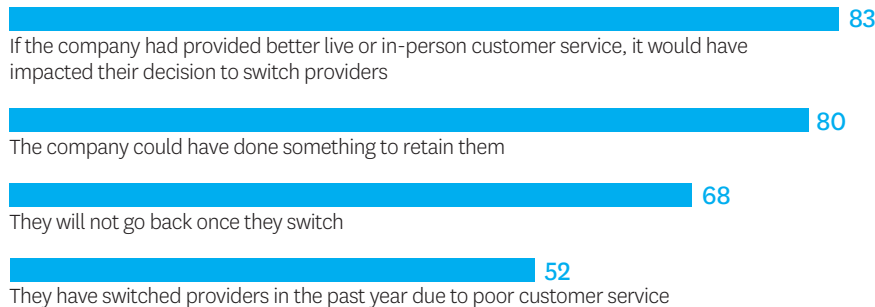 83
If the company had provided better live or in-person customer service, it would have
impacted their decision to switch providers
80
The company could have done something to retain them
68
They will not go back once they switch
52
They have switched providers in the past year due to poor customer service